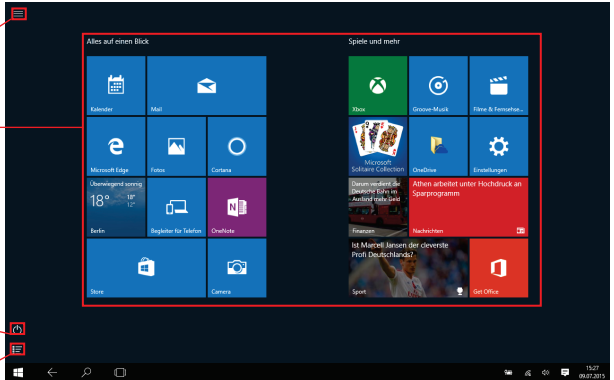 Alles auf einen Blick
Spiele und mehr
Kalender
Mail
Xbox
Groove-Musik
Filme & Fernsehse...
Microsoft Edge
Fotos
Cortana
Microsoft
Solitaire Collection
OneDrive
Einstellungen
Überwiegend sonnig
18°
18°
Berlin
Begleiter für Telefon
OneNote
Darum verdient die
Deutsche Bahn im
Ausland mehr Geld
Finanzen
Athen arbeitet unter Hochdruck an
Sparprogramm
Nachrichten
Store
Camera
Ist Marcell Jansen der cleverste
Profi Deutschlands?
Sport
Get Office
15:27
09.07.2015